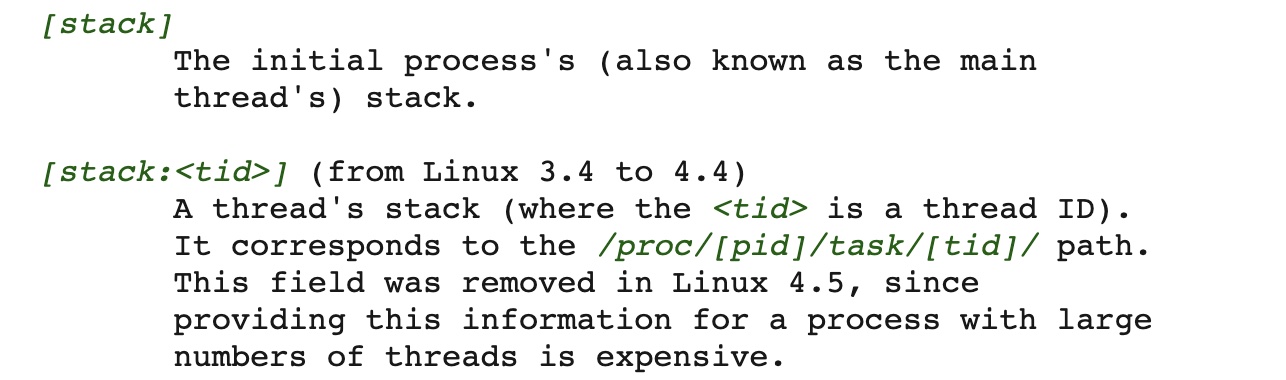 [stack]
The initial process's (also known as the main
thread's) stack.
[stack:<tid>] (from Linux 3.4 to 4.4)
A thread's stack (where the <tid> is a thread ID).
It corresponds to the /proc/[pid]/task/[tid]/ path.
This field was removed in Linux 4.5, since
providing this information for a process with large
numbers of threads is expensive.